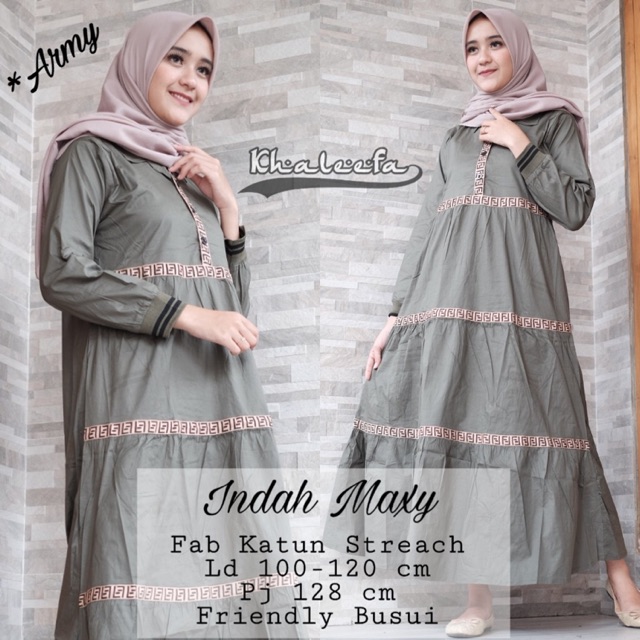 * Army
Khaleefa
Indah Maxy
Fab Katun Streach
Ld 100-120 cm
Pj 128 cm
Friendly Busui